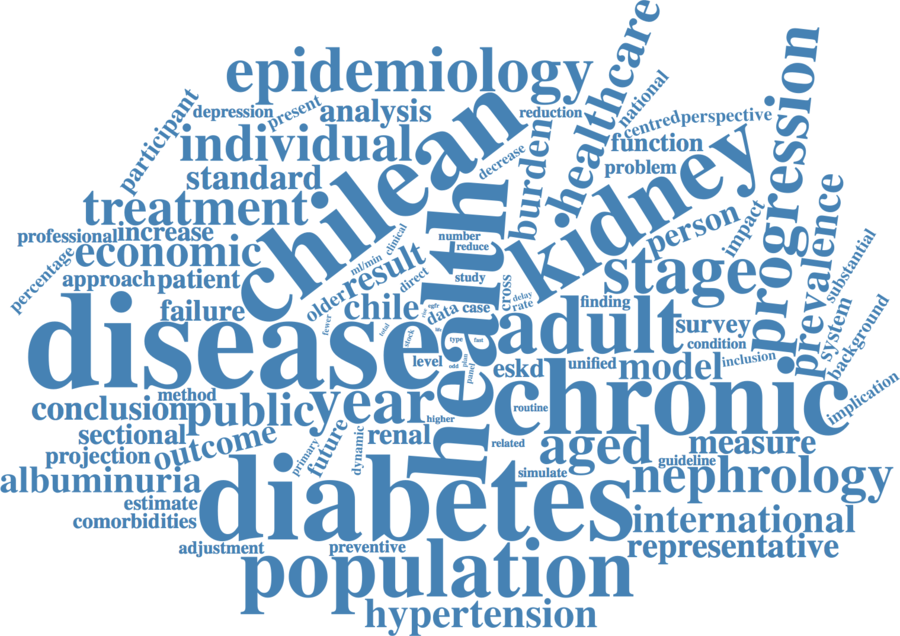 epidemiology
healthcare
progression
depression
present
analysis
reduction
national
centred
perspective
participant
individual
chilean
decrease
burden
function
problem
kidney
standard
treatment
professional
increase
economic
percentage
approach
patient
failure
clinical
ml/min
result
direct
older
chile
number
reduce
study
health
cross
person
impact
stage
prevalence
substantial
system
background
disease
fewer
rise
egfr
total
stock
data
case
delay
rate
finding
adult
survey
condition
type
fast
level
odd
plan
panel
eskd
unified
model
inclusion
implication
method
conclusion
public
year
higher
routine
chronic
sectional
projection
outcome
primary
future
dynamic
renal
related
aged
measure
simulate
guideline
nephrology
albuminuria
estimate
comorbidities
diabetes
international
representative
adjustment
preventive
population
hypertension